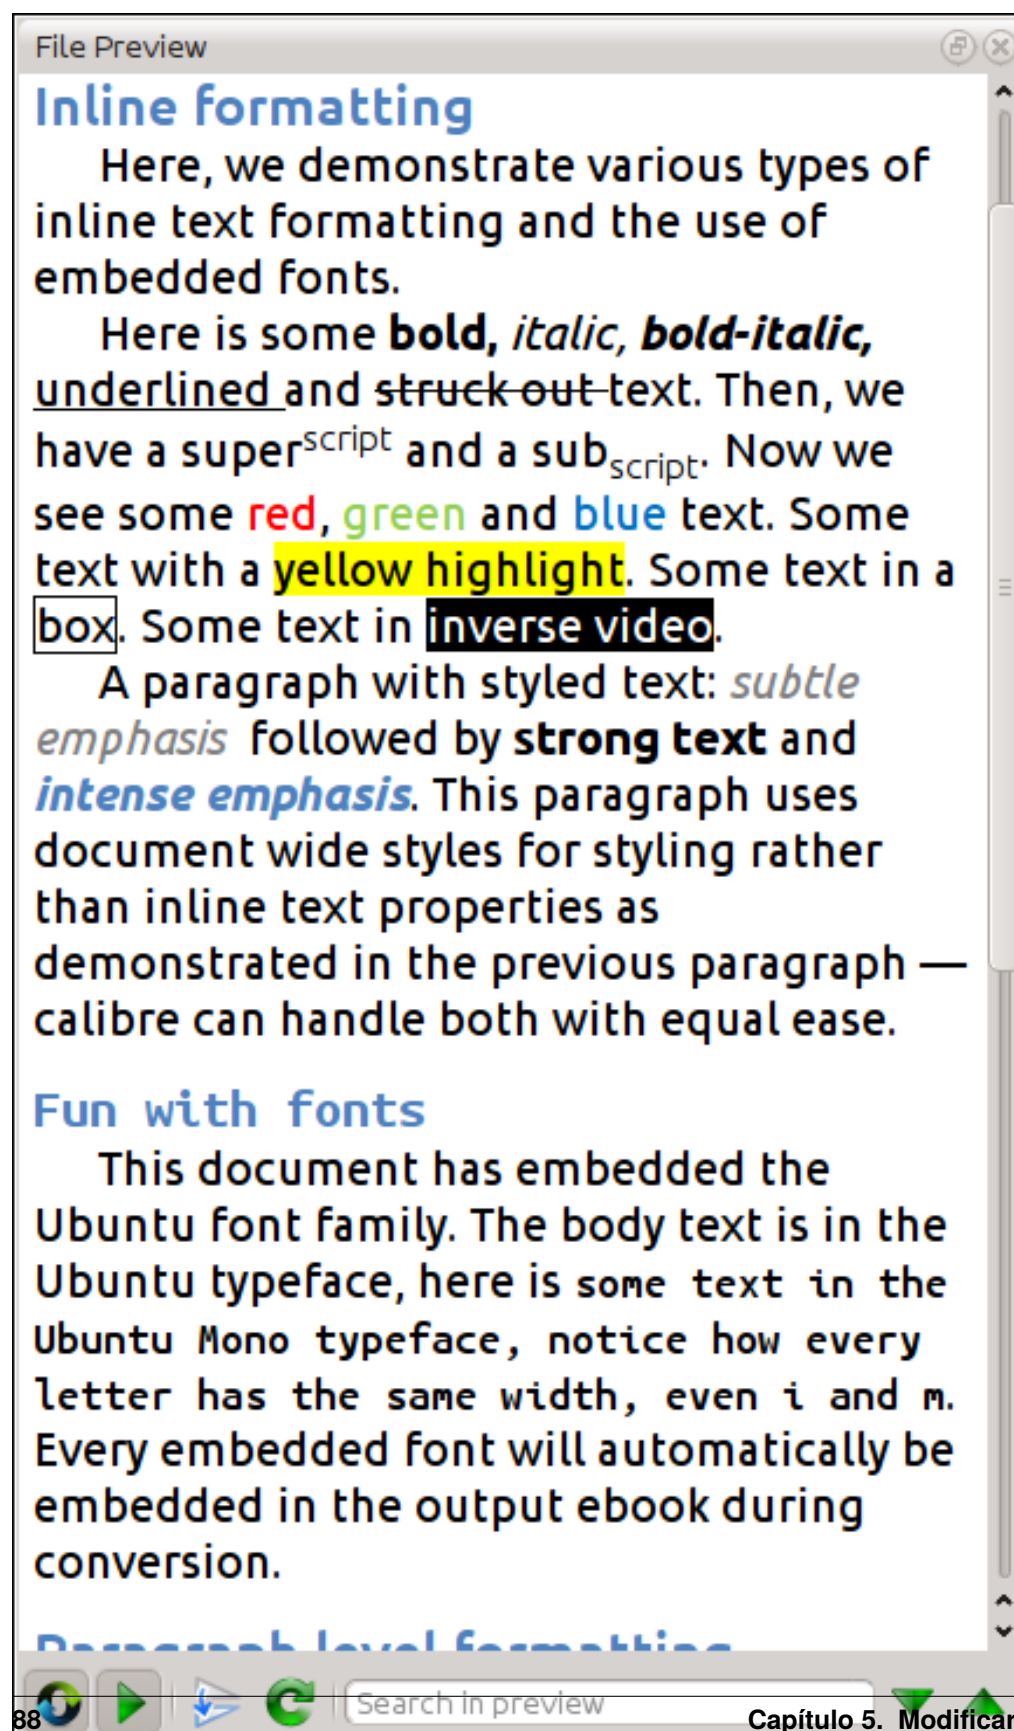 File Preview
Inline formatting
Here, we demonstrate various types of
inline text formatting and the use of
embedded fonts.
Here is some bold, italic, bold-italic,
underlined and struck out text. Then, we
have a superscript and a subscript. Now we
see some red, green and blue text. Some
text with a yellow highlight. Some text in a
box. Some text in inverse video.
A paragraph with styled text: subtle
emphasis followed by strong text and
intense emphasis. This paragraph uses
document wide styles for styling rather
than inline text properties as
demonstrated in the previous paragraph —
calibre can handle both with equal ease.
Fun with fonts
This document has embedded the
Ubuntu font family. The body text is in the
Ubuntu typeface, here is some text in the
Ubuntu Mono typeface, notice how every
letter has the same width, even i and m.
Every embedded font will automatically be
embedded in the output ebook during
conversion.
Paragraph level formatting
Search in preview
88 Capítulo 5. Modificar